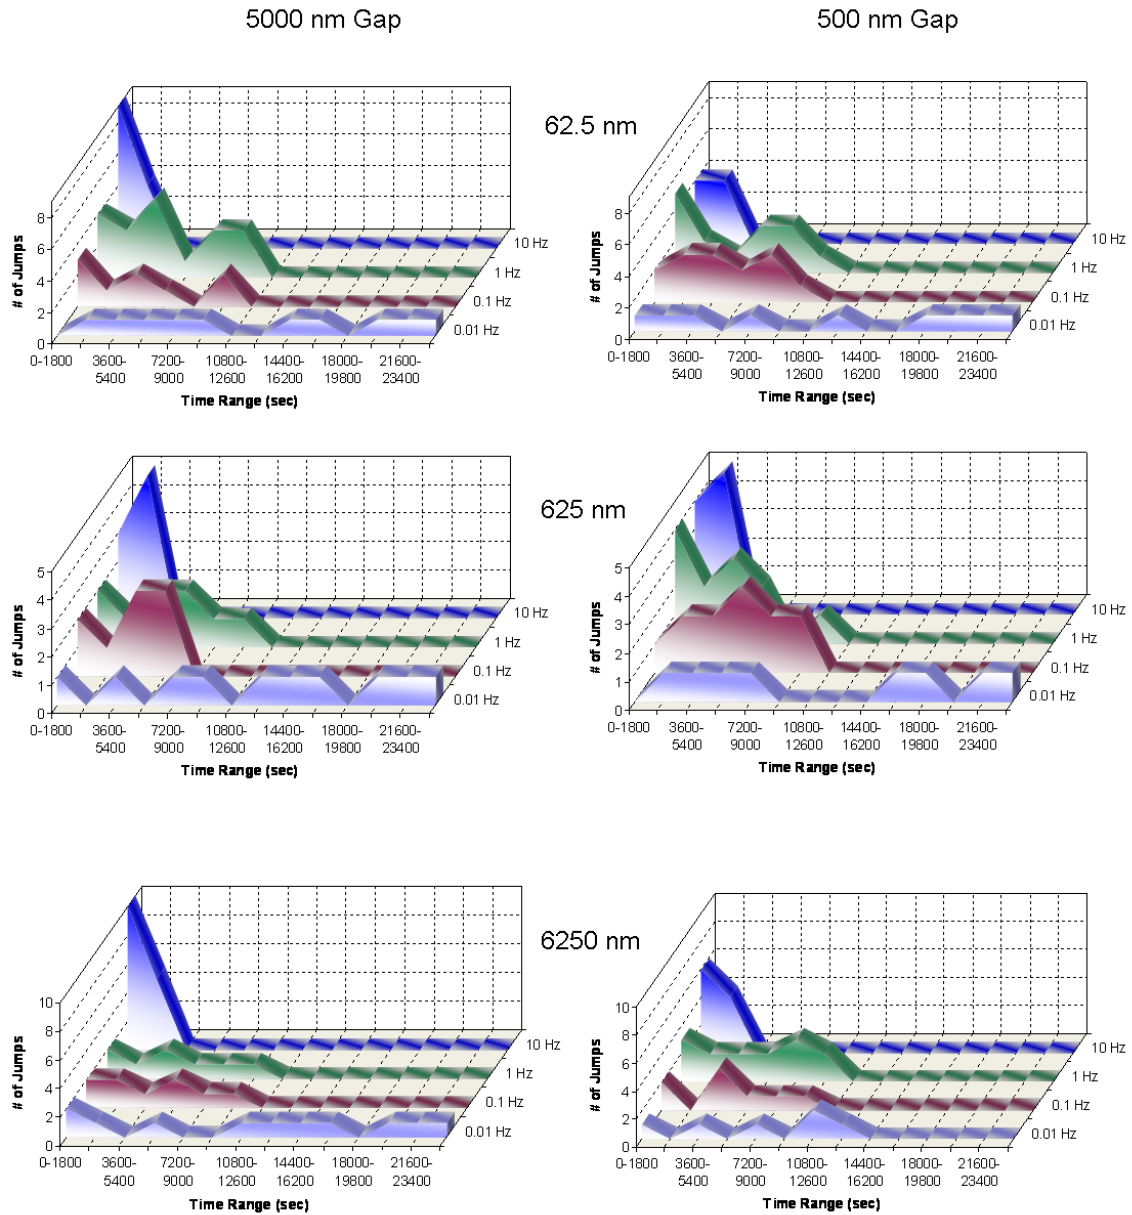 5000 nm Gap
500 nm Gap
62.5 nm
8
6
4
2
0
# of Jumps
10 Hz
1 Hz
0.1 Hz
0.01 Hz
0-1800 3600- 7200- 10800- 14400- 18000- 21600-
5400 9000 12600 16200 19800 23400
Time Range (sec)
8
6
4
2
0
# of Jumps
10 Hz
1 Hz
0.1 Hz
0.01 Hz
0-1800 3600- 7200- 10800- 14400- 18000- 21600-
5400 9000 12600 16200 19800 23400
Time Range (sec)
625 nm
5
4
3
2
1
0
# of Jumps
10 Hz
1 Hz
0.1 Hz
0.01 Hz
0-1800 3600- 7200- 10800- 14400- 18000- 21600-
5400 9000 12600 16200 19800 23400
Time Range (sec)
5
4
3
2
1
0
# of Jumps
10 Hz
1 Hz
0.1 Hz
0.01 Hz
0-1800 3600- 7200- 10800- 14400- 18000- 21600-
5400 9000 12600 16200 19800 23400
Time Range (sec)
6250 nm
10
8
6
4
2
0
# of Jumps
10 Hz
1 Hz
0.1 Hz
0.01 Hz
0-1800 3600- 7200- 10800- 14400- 18000- 21600-
5400 9000 12600 16200 19800 23400
Time Range (sec)
10
8
6
4
2
0
# of Jumps
10 Hz
1 Hz
0.1 Hz
0.01 Hz
0-1800 3600- 7200- 10800- 14400- 18000- 21600-
5400 9000 12600 16200 19800 23400
Time Range (sec)